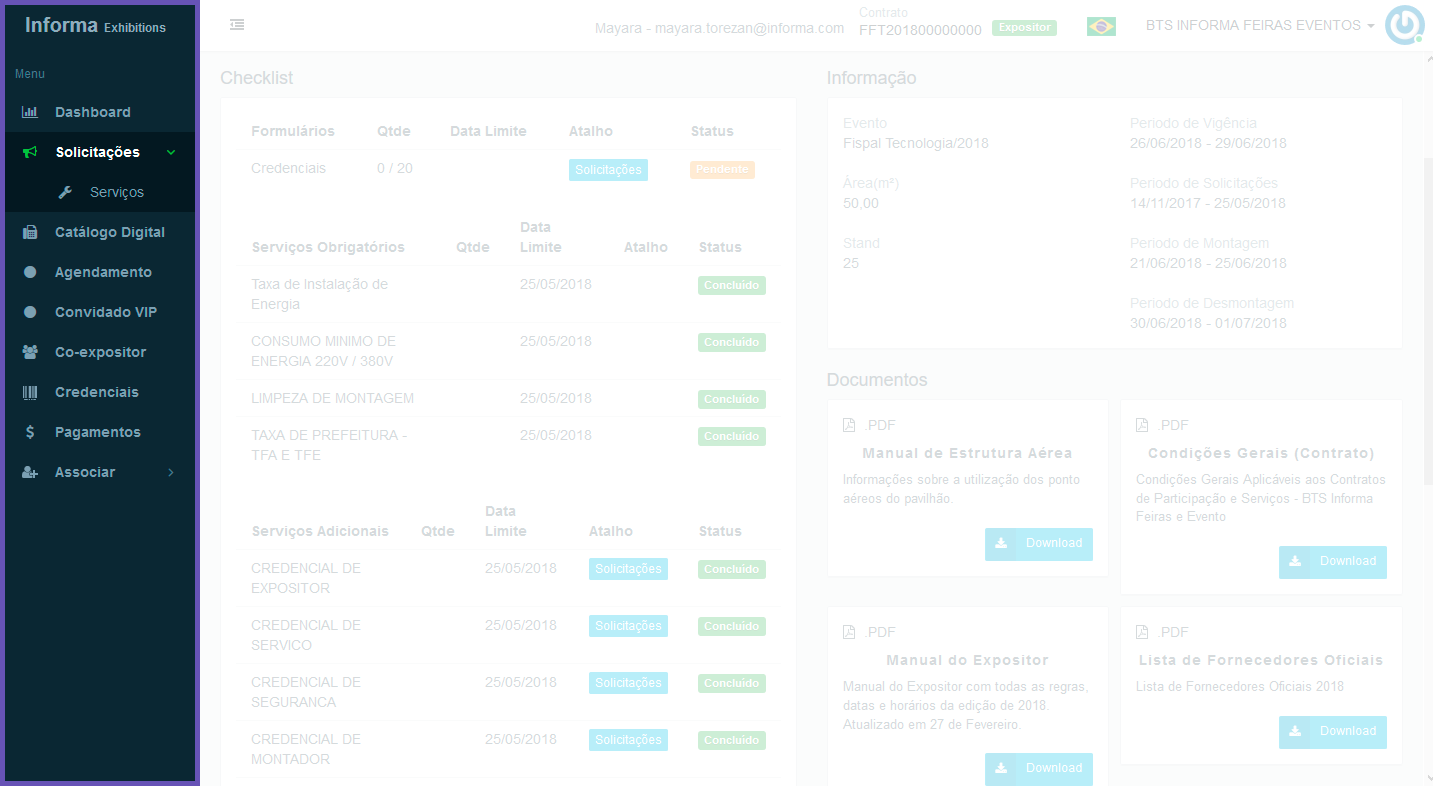 Informa Exhibitions
Menu
Dashboard
Solicitações
Serviços
Catálogo Digital
Agendamento
Convidado VIP
Co-expositor
Credenciais
Pagamentos
Associar
Mayara - mayara.torezan@informa.com
Contrato
FFT201800000000
Expositor
BTS INFORMA FEIRAS EVENTOS
Checklist
Formulários Qtde Data Limite Atalho Status
Credenciais 0 / 20 Solicitações Pendente
Serviços Obrigatórios Qtde Data Limite Atalho Status
Taxa de Instalação de 25/05/2018 Concluído
Energia
CONSUMO MINIMO DE 25/05/2018 Concluído
ENERGIA 220V / 380V
LIMPEZA DE MONTAGEM 25/05/2018 Concluído
TAXA DE PREFEITURA - 25/05/2018 Concluído
TFA E TFE
Serviços Adicionais Qtde Data Limite Atalho Status
CREDENCIAL DE 25/05/2018 Solicitações Concluído
EXPOSITOR
CREDENCIAL DE 25/05/2018 Solicitações Concluído
SERVICO
CREDENCIAL DE 25/05/2018 Solicitações Concluído
SEGURANCA
CREDENCIAL DE 25/05/2018 Solicitações Concluído
MONTADOR
Informação
Evento
Fispal Tecnologia/2018
Àrea(m²)
50,00
Stand
25
Periodo de Vigência
26/06/2018 - 29/06/2018
Periodo de Solicitações
14/11/2017 - 25/05/2018
Periodo de Montagem
21/06/2018 - 25/06/2018
Periodo de Desmontagem
30/06/2018 - 01/07/2018
Documentos
.PDF
Manual de Estrutura Aérea
Informações sobre a utilização dos ponto
aéreos do pavilhão.
Download
.PDF
Condições Gerais (Contrato)
Condições Gerais Aplicáveis aos Contratos
de Participação e Serviços - BTS Informa
Feiras e Evento
Download
.PDF
Manual do Expositor
Manual do Expositor com todas as regras,
datas e horários da edição de 2018.
Atualizado em 27 de Fevereiro.
Download
.PDF
Lista de Fornecedores Oficiais
Lista de Fornecedores Oficiais 2018
Download